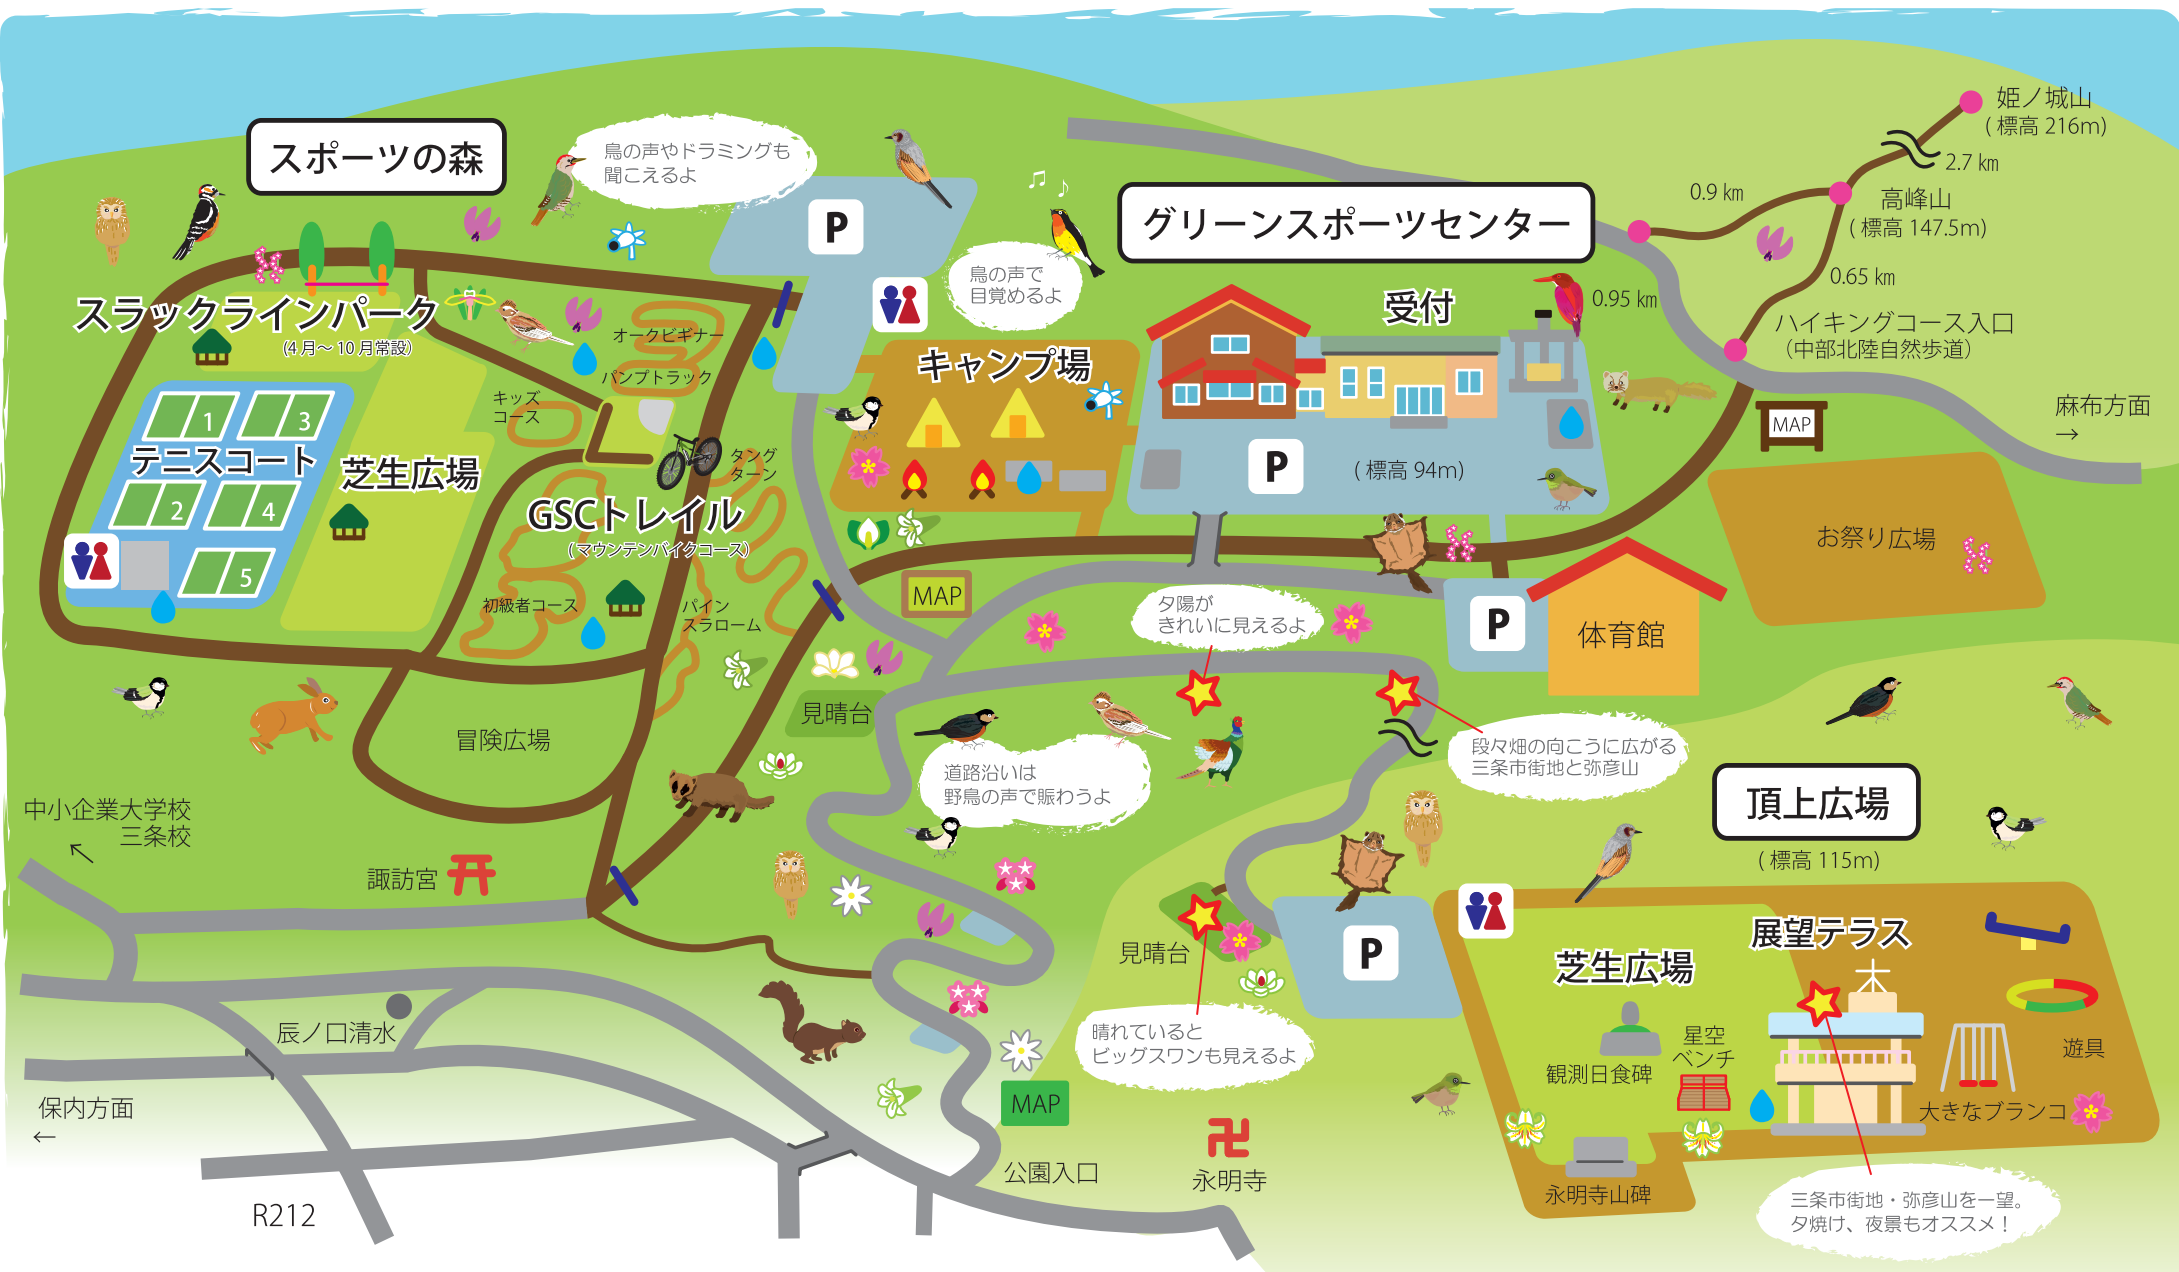 スポーツの森
鳥の声やドラミングも
聞こえるよ
P
グリーンスポーツセンター
姫ノ城山
(標高 216m)
2.7 km
0.9 km
高峰山
(標高 147.5m)
0.65 km
0.95 km
ハイキングコース入口
(中部北陸自然歩道)
麻布方面
→
MAP
お祭り広場
鳥の声で
目覚めるよ
受付
キャンプ場
P
(標高 94m)
スラックラインパーク
(4月〜10月常設)
オークビギナー
パンプトラック
キッズ
コース
タング
ターン
1
3
テニスコート
2
4
5
芝生広場
GSCトレイル
(マウンテンバイクコース)
初級者コース
パイン
スラローム
MAP
夕陽が
きれいに見えるよ
P
体育館
見晴台
冒険広場
道路沿いは
野鳥の声で賑わうよ
段々畑の向こうに広がる
三条市街地と弥彦山
頂上広場
(標高 115m)
中小企業大学校
三条校
諏訪宮
見晴台
P
芝生広場
展望テラス
観測日食碑
星空
ベンチ
遊具
大きなブランコ
永明寺山碑
晴れていると
ビッグスワンも見えるよ
辰ノ口清水
保内方面
←
R212
MAP
公園入口
永明寺
三条市街地・弥彦山を一望。
夕焼け、夜景もオススメ！